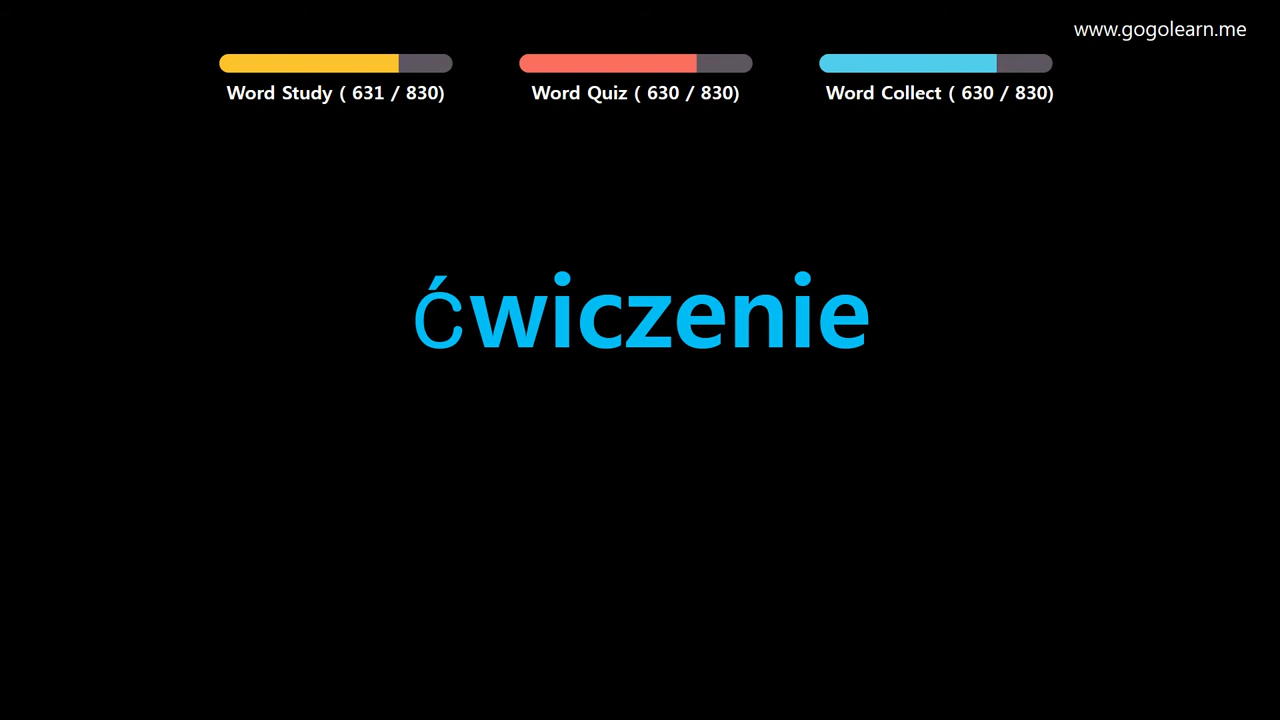 www.gogolearn.me
Word Study ( 631 / 830)
Word Quiz ( 630 / 830)
Word Collect ( 630 / 830)
ćwiczenie